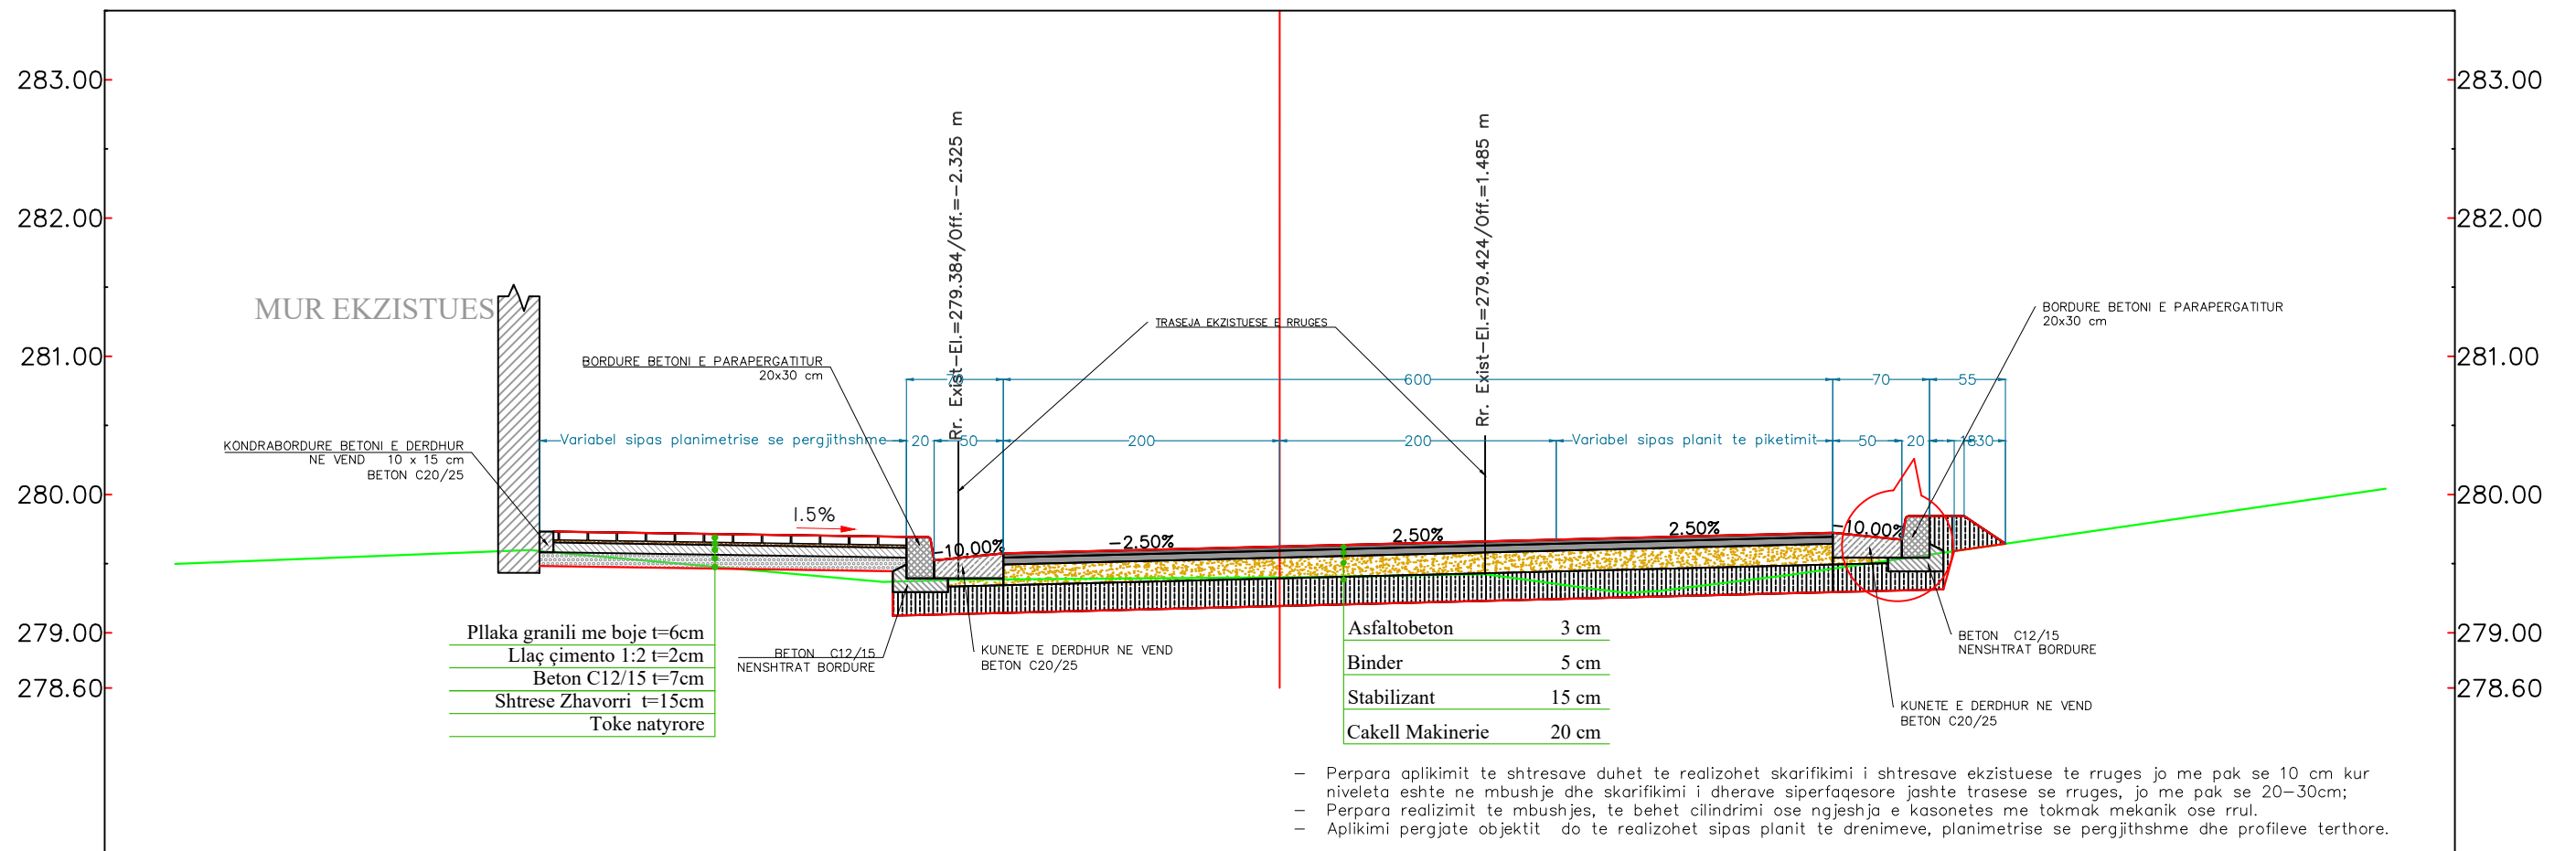 283.00
283.00
282.00
282.00
281.00
281.00
280.00
280.00
279.00
279.00
278.60
278.60
MUR EKZISTUES
Rr. Exist-El.=279.384/Off.=-2.325 m
Rr. Exist-El.=279.424/Off.=1.485 m
TRASEJA EKZISTUESE E RRUGES
BORDURE BETONI E PARAPERGATITUR
20x30 cm
BORDURE BETONI E PARAPERGATITUR
20x30 cm
70
600
70
55
KONDRABORDURE BETONI E DERDHUR
NE VEND 10 x 15 cm
BETON C20/25
Variabel sipas planimetrise se pergjithshme
20
50
200
200
Variabel sipas planit te piketimit
50
20
18
30
1.5%
-10.00%
-2.50%
2.50%
2.50%
-10.00%
Pllaka granili me boje t=6cm
Llaç çimento 1:2 t=2cm
Beton C12/15 t=7cm
Shtrese Zhavorri t=15cm
Toke natyrore
BETON C12/15
NENSHTRAT BORDURE
KUNETE E DERDHUR NE VEND
BETON C20/25
Asfaltobeton 3 cm
Binder 5 cm
Stabilizant 15 cm
Cakell Makinerie 20 cm
BETON C12/15
NENSHTRAT BORDURE
KUNETE E DERDHUR NE VEND
BETON C20/25
- Perpara aplikimit te shtresave duhet te realizohet skarifikimi i shtresave ekzistuese te rruges jo me pak se 10 cm kur
niveleta eshte ne mbushje dhe skarifikimi i dherave siperfaqesore jashte trasese se rruges, jo me pak se 20-30cm;
- Perpara realizimit te mbushjes, te behet cilindrimi ose ngjeshja e kasonetes me tokmak mekanik ose rrul.
- Aplikimi pergjate objektit do te realizohet sipas planit te drenimeve, planimetrise se pergjithshme dhe profileve terthore.